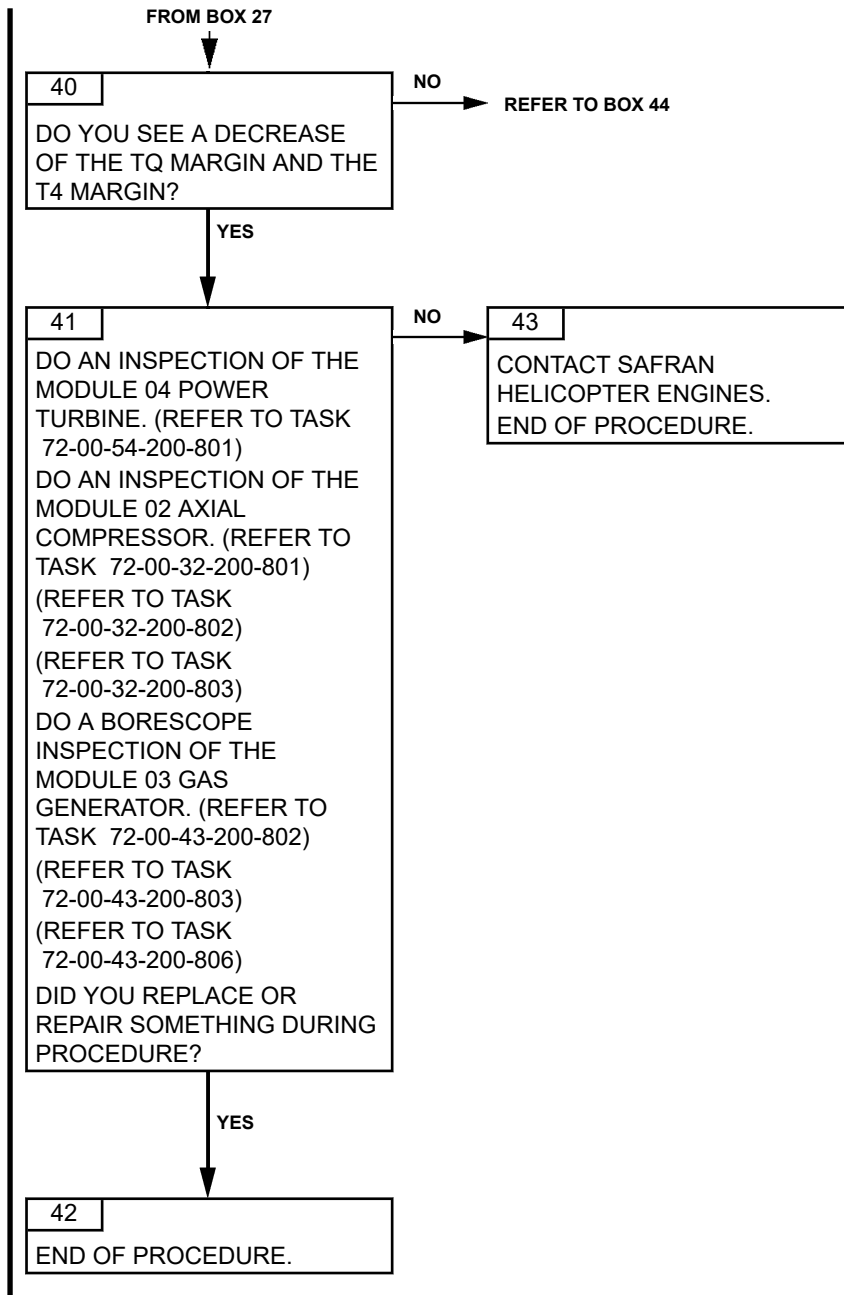 FROM BOX 27
40
NO
REFER TO BOX 44
DO YOU SEE A DECREASE
OF THE TQ MARGIN AND THE
T4 MARGIN?
YES
41
NO
43
DO AN INSPECTION OF THE
MODULE 04 POWER
TURBINE. (REFER TO TASK
72-00-54-200-801)
DO AN INSPECTION OF THE
MODULE 02 AXIAL
COMPRESSOR. (REFER TO
TASK 72-00-32-200-801)
(REFER TO TASK
72-00-32-200-802)
(REFER TO TASK
72-00-32-200-803)
DO A BORESCOPE
INSPECTION OF THE
MODULE 03 GAS
GENERATOR. (REFER TO
TASK 72-00-43-200-802)
(REFER TO TASK
72-00-43-200-803)
(REFER TO TASK
72-00-43-200-806)
DID YOU REPLACE OR
REPAIR SOMETHING DURING
PROCEDURE?
CONTACT SAFRAN
HELICOPTER ENGINES.
END OF PROCEDURE.
YES
42
END OF PROCEDURE.